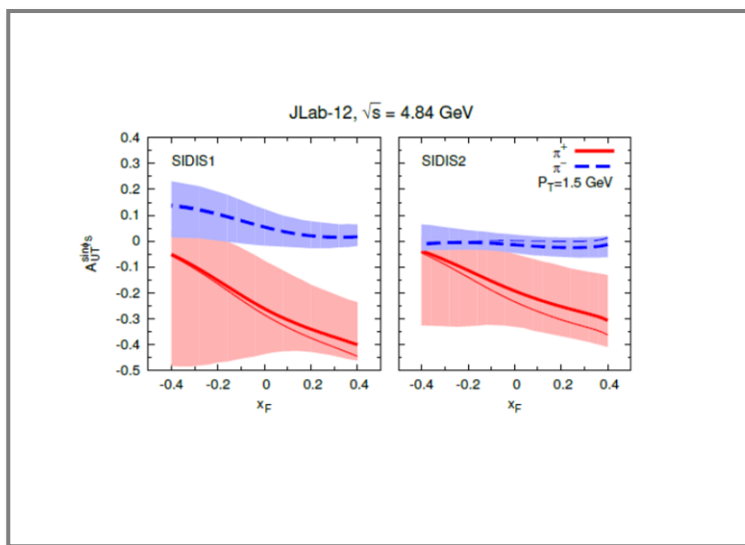 JLab-12, √s = 4.84 GeV
SIDIS1
0.4
0.3
0.2
0.1
0
-0.1
-0.2
-0.3
-0.4
-0.5
A_UT^sinϕ_S
-0.4 -0.2 0 0.2 0.4
x_F
SIDIS2
π+
π-
P_T=1.5 GeV
-0.4 -0.2 0 0.2 0.4
x_F